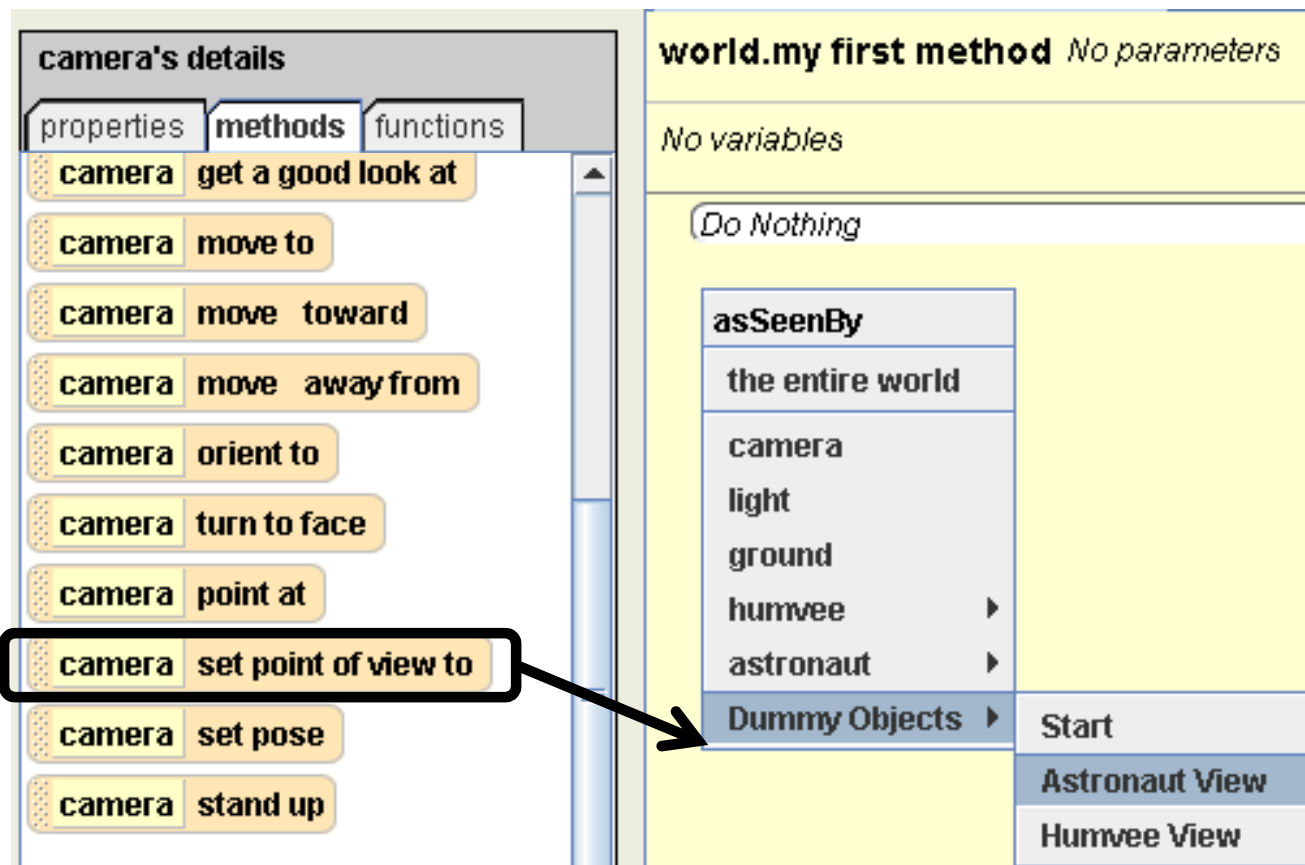 camera's details
properties methods functions
camera get a good look at
camera move to
camera move toward
camera move away from
camera orient to
camera turn to face
camera point at
camera set point of view to
camera set pose
camera stand up
world.my first method No parameters
No variables
Do Nothing
asSeenBy
the entire world
camera
light
ground
humvee
astronaut
Dummy Objects
Start
Astronaut View
Humvee View